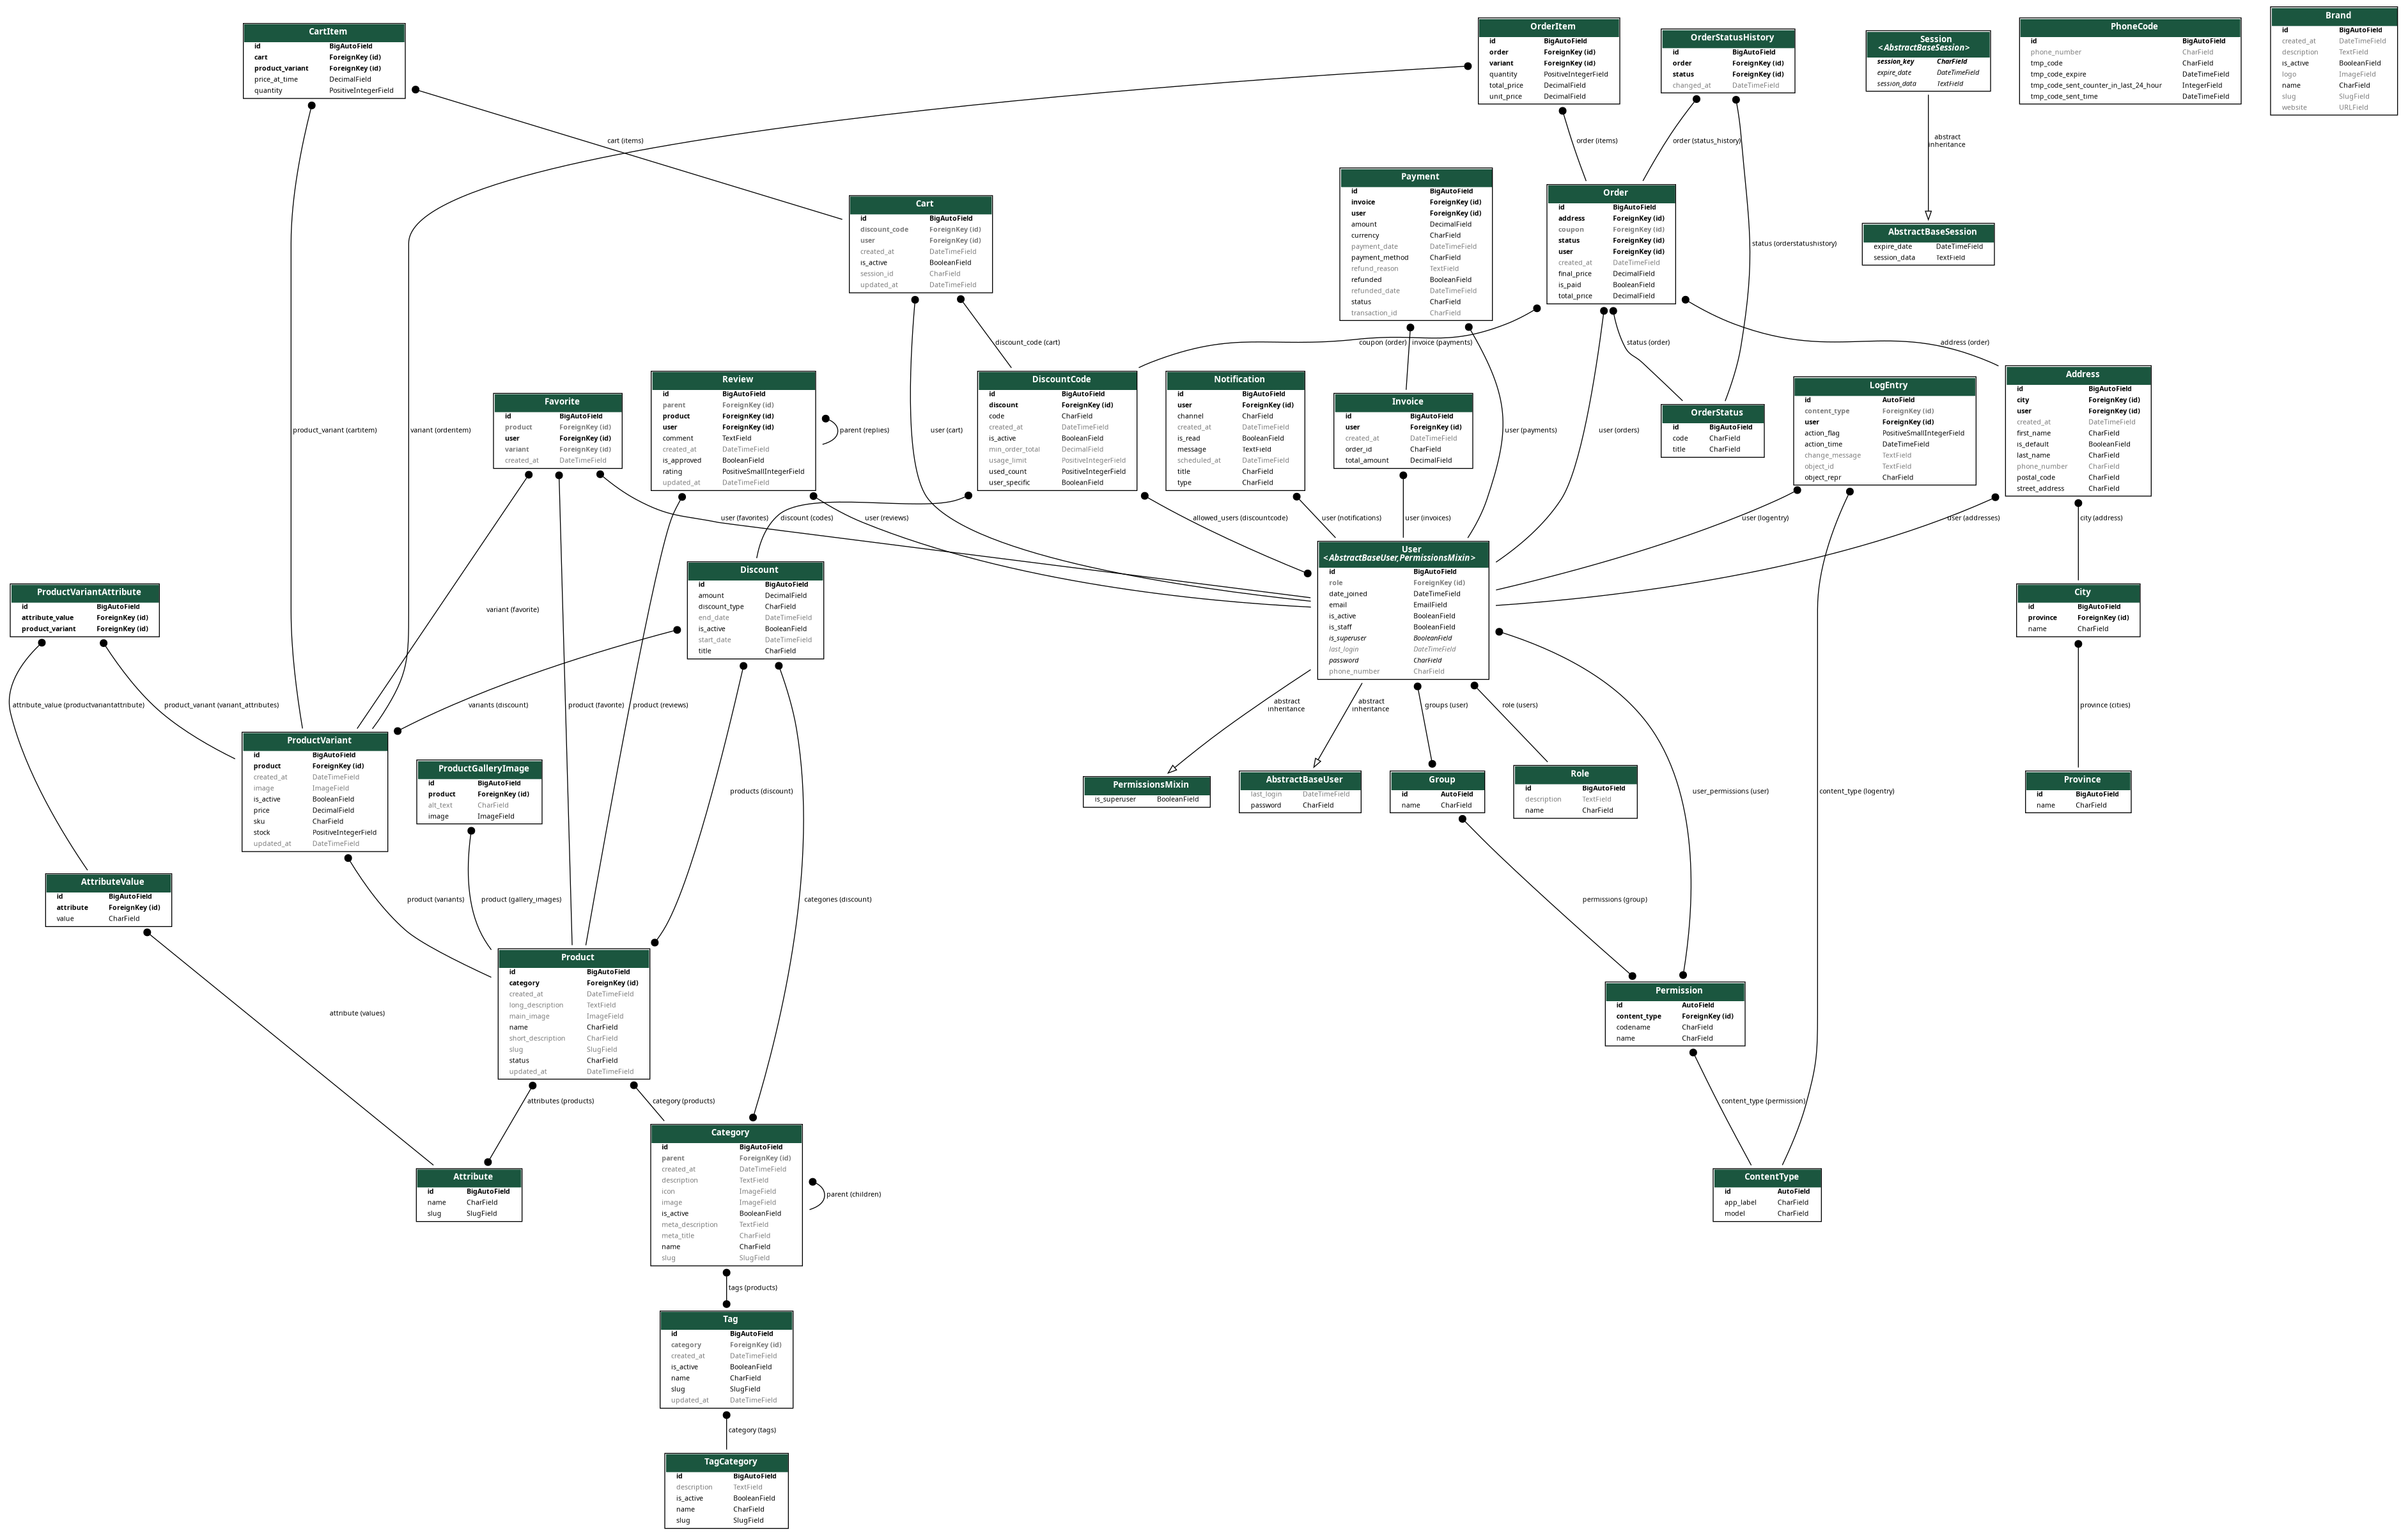 CartItem
id BigAutoField
cart ForeignKey (id)
product_variant ForeignKey (id)
price_at_time DecimalField
quantity PositiveIntegerField
OrderItem
id BigAutoField
order ForeignKey (id)
variant ForeignKey (id)
quantity PositiveIntegerField
total_price DecimalField
unit_price DecimalField
OrderStatusHistory
id BigAutoField
order ForeignKey (id)
status ForeignKey (id)
changed_at DateTimeField
Session
<AbstractBaseSession>
session_key CharField
expire_date DateTimeField
session_data TextField
PhoneCode
id BigAutoField
phone_number CharField
tmp_code CharField
tmp_code_expire DateTimeField
tmp_code_sent_counter_in_last_24_hour IntegerField
tmp_code_sent_time DateTimeField
Brand
id BigAutoField
created_at DateTimeField
description TextField
is_active BooleanField
logo ImageField
name CharField
slug SlugField
website URLField
cart (items)
order (items)
order (status_history)
abstract
inheritance
Cart
id BigAutoField
discount_code ForeignKey (id)
user ForeignKey (id)
created_at DateTimeField
is_active BooleanField
session_id CharField
updated_at DateTimeField
Payment
id BigAutoField
invoice ForeignKey (id)
user ForeignKey (id)
amount DecimalField
currency CharField
payment_date DateTimeField
payment_method CharField
refund_reason TextField
refunded BooleanField
refunded_date DateTimeField
status CharField
transaction_id CharField
Order
id BigAutoField
address ForeignKey (id)
coupon ForeignKey (id)
status ForeignKey (id)
user ForeignKey (id)
created_at DateTimeField
final_price DecimalField
is_paid BooleanField
total_price DecimalField
status (orderstatushistory)
AbstractBaseSession
expire_date DateTimeField
session_data TextField
discount_code (cart)
coupon (order)
invoice (payments)
status (order)
address (order)
Favorite
id BigAutoField
product ForeignKey (id)
user ForeignKey (id)
variant ForeignKey (id)
created_at DateTimeField
Review
id BigAutoField
parent ForeignKey (id)
product ForeignKey (id)
user ForeignKey (id)
comment TextField
created_at DateTimeField
is_approved BooleanField
rating PositiveSmallIntegerField
updated_at DateTimeField
DiscountCode
id BigAutoField
discount ForeignKey (id)
code CharField
created_at DateTimeField
is_active BooleanField
min_order_total DecimalField
usage_limit PositiveIntegerField
used_count PositiveIntegerField
user_specific BooleanField
Notification
id BigAutoField
user ForeignKey (id)
channel CharField
created_at DateTimeField
is_read BooleanField
message TextField
scheduled_at DateTimeField
title CharField
type CharField
Invoice
id BigAutoField
user ForeignKey (id)
created_at DateTimeField
order_id CharField
total_amount DecimalField
OrderStatus
id BigAutoField
code CharField
title CharField
LogEntry
id AutoField
content_type ForeignKey (id)
user ForeignKey (id)
action_flag PositiveSmallIntegerField
action_time DateTimeField
change_message TextField
object_id TextField
object_repr CharField
Address
id BigAutoField
city ForeignKey (id)
user ForeignKey (id)
created_at DateTimeField
first_name CharField
is_default BooleanField
last_name CharField
phone_number CharField
postal_code CharField
street_address CharField
product_variant (cartitem)
variant (orderitem)
parent (replies)
user (cart)
user (payments)
user (orders)
user (favorites)
discount (codes)
user (reviews)
allowed_users (discountcode)
user (notifications)
user (invoices)
user (logentry)
user (addresses)
city (address)
ProductVariantAttribute
id BigAutoField
attribute_value ForeignKey (id)
product_variant ForeignKey (id)
variant (favorite)
Discount
id BigAutoField
amount DecimalField
discount_type CharField
end_date DateTimeField
is_active BooleanField
start_date DateTimeField
title CharField
User
<AbstractBaseUser,PermissionsMixin>
id BigAutoField
role ForeignKey (id)
date_joined DateTimeField
email EmailField
is_active BooleanField
is_staff BooleanField
is_superuser BooleanField
last_login DateTimeField
password CharField
phone_number CharField
City
id BigAutoField
province ForeignKey (id)
name CharField
attribute_value (productvariantattribute)
product_variant (variant_attributes)
variants (discount)
product (favorite)
product (reviews)
abstract
inheritance
abstract
inheritance
groups (user)
role (users)
province (cities)
ProductVariant
id BigAutoField
product ForeignKey (id)
created_at DateTimeField
image ImageField
is_active BooleanField
price DecimalField
sku CharField
stock PositiveIntegerField
updated_at DateTimeField
ProductGalleryImage
id BigAutoField
product ForeignKey (id)
alt_text CharField
image ImageField
products (discount)
PermissionsMixin
is_superuser BooleanField
AbstractBaseUser
last_login DateTimeField
password CharField
Group
id AutoField
name CharField
Role
id BigAutoField
description TextField
name CharField
user_permissions (user)
content_type (logentry)
Province
id BigAutoField
name CharField
AttributeValue
id BigAutoField
attribute ForeignKey (id)
value CharField
product (variants)
product (gallery_images)
categories (discount)
permissions (group)
attribute (values)
Product
id BigAutoField
category ForeignKey (id)
created_at DateTimeField
long_description TextField
main_image ImageField
name CharField
short_description CharField
slug SlugField
status CharField
updated_at DateTimeField
Permission
id AutoField
content_type ForeignKey (id)
codename CharField
name CharField
attributes (products)
category (products)
content_type (permission)
Attribute
id BigAutoField
name CharField
slug SlugField
Category
id BigAutoField
parent ForeignKey (id)
created_at DateTimeField
description TextField
icon ImageField
image ImageField
is_active BooleanField
meta_description TextField
meta_title CharField
name CharField
slug SlugField
parent (children)
ContentType
id AutoField
app_label CharField
model CharField
tags (products)
Tag
id BigAutoField
category ForeignKey (id)
created_at DateTimeField
is_active BooleanField
name CharField
slug SlugField
updated_at DateTimeField
category (tags)
TagCategory
id BigAutoField
description TextField
is_active BooleanField
name CharField
slug SlugField